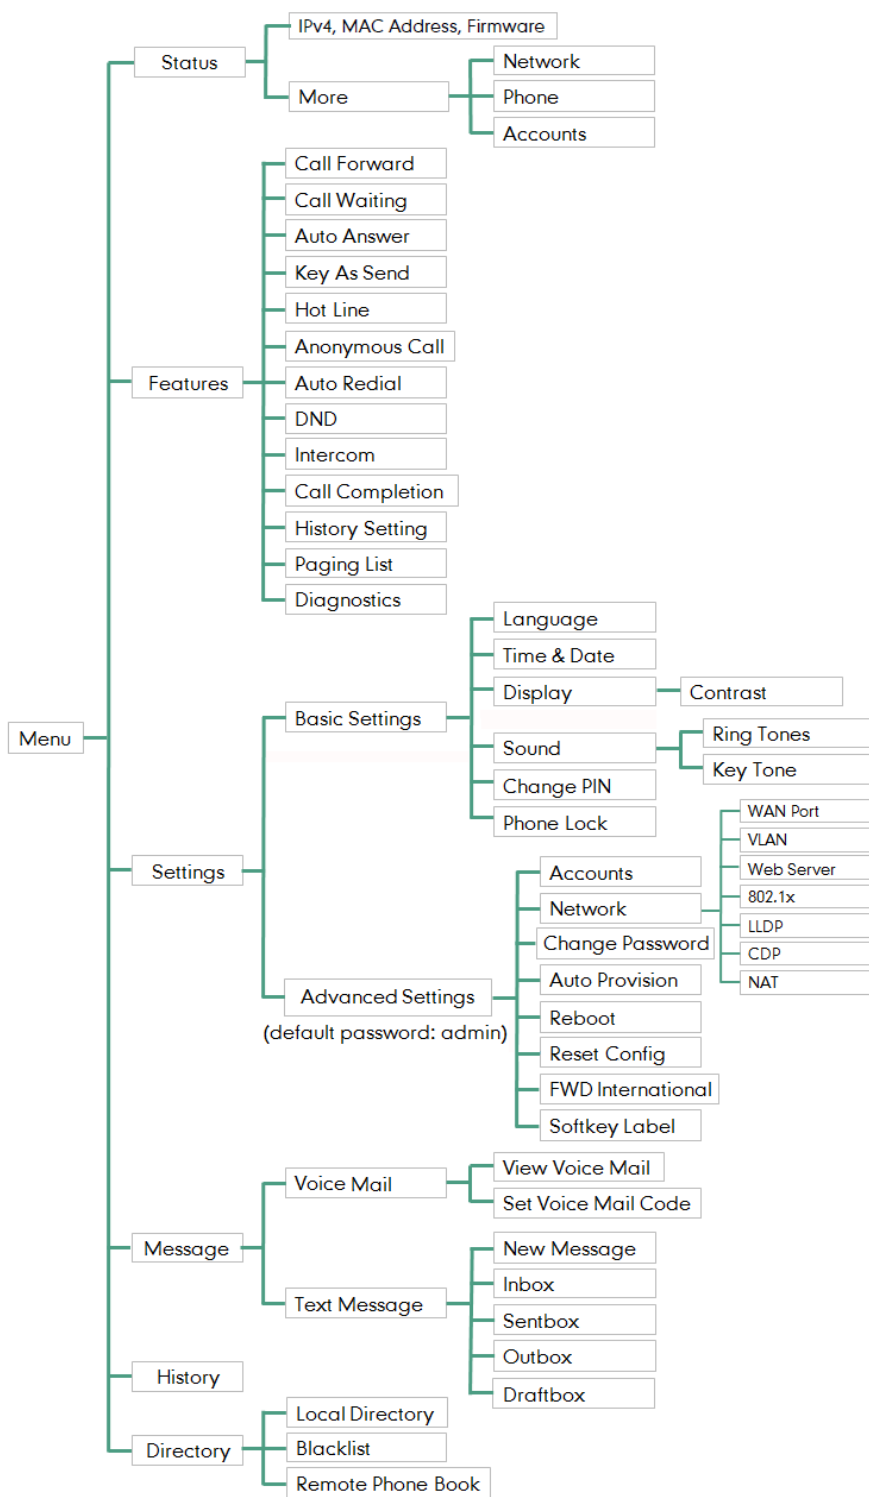 Menu
Status
IPv4, MAC Address, Firmware
More
Network
Phone
Accounts
Features
Call Forward
Call Waiting
Auto Answer
Key As Send
Hot Line
Anonymous Call
Auto Redial
DND
Intercom
Call Completion
History Setting
Paging List
Diagnostics
Settings
Basic Settings
Language
Time & Date
Display
Contrast
Sound
Ring Tones
Key Tone
Change PIN
Phone Lock
Advanced Settings
(default password: admin)
Accounts
Network
WAN Port
VLAN
Web Server
802.1x
LLDP
CDP
NAT
Change Password
Auto Provision
Reboot
Reset Config
FWD International
Softkey Label
Message
Voice Mail
View Voice Mail
Set Voice Mail Code
Text Message
New Message
Inbox
Sentbox
Outbox
Draftbox
History
Directory
Local Directory
Blacklist
Remote Phone Book